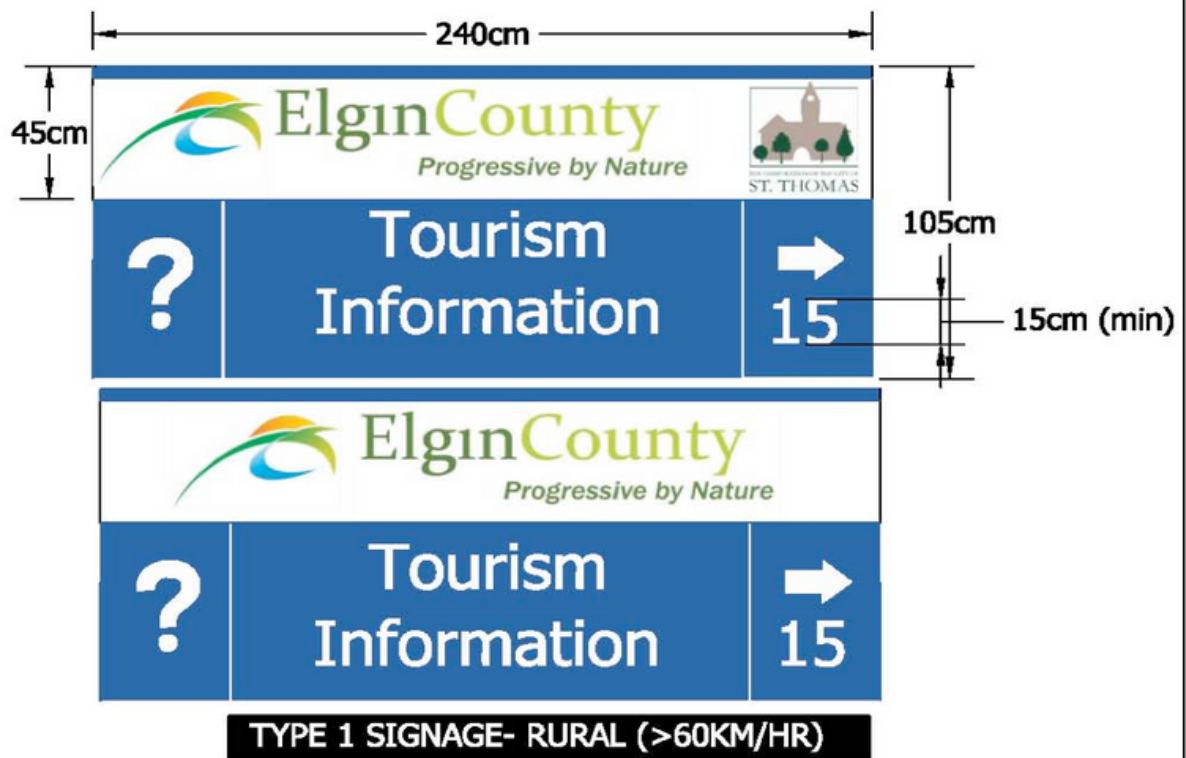 240cm
45cm
ElginCounty
Progressive by Nature
ST. THOMAS
105cm
?
Tourism
Information
15
15cm (min)
ElginCounty
Progressive by Nature
?
Tourism
Information
15
TYPE 1 SIGNAGE- RURAL (>60KM/HR)